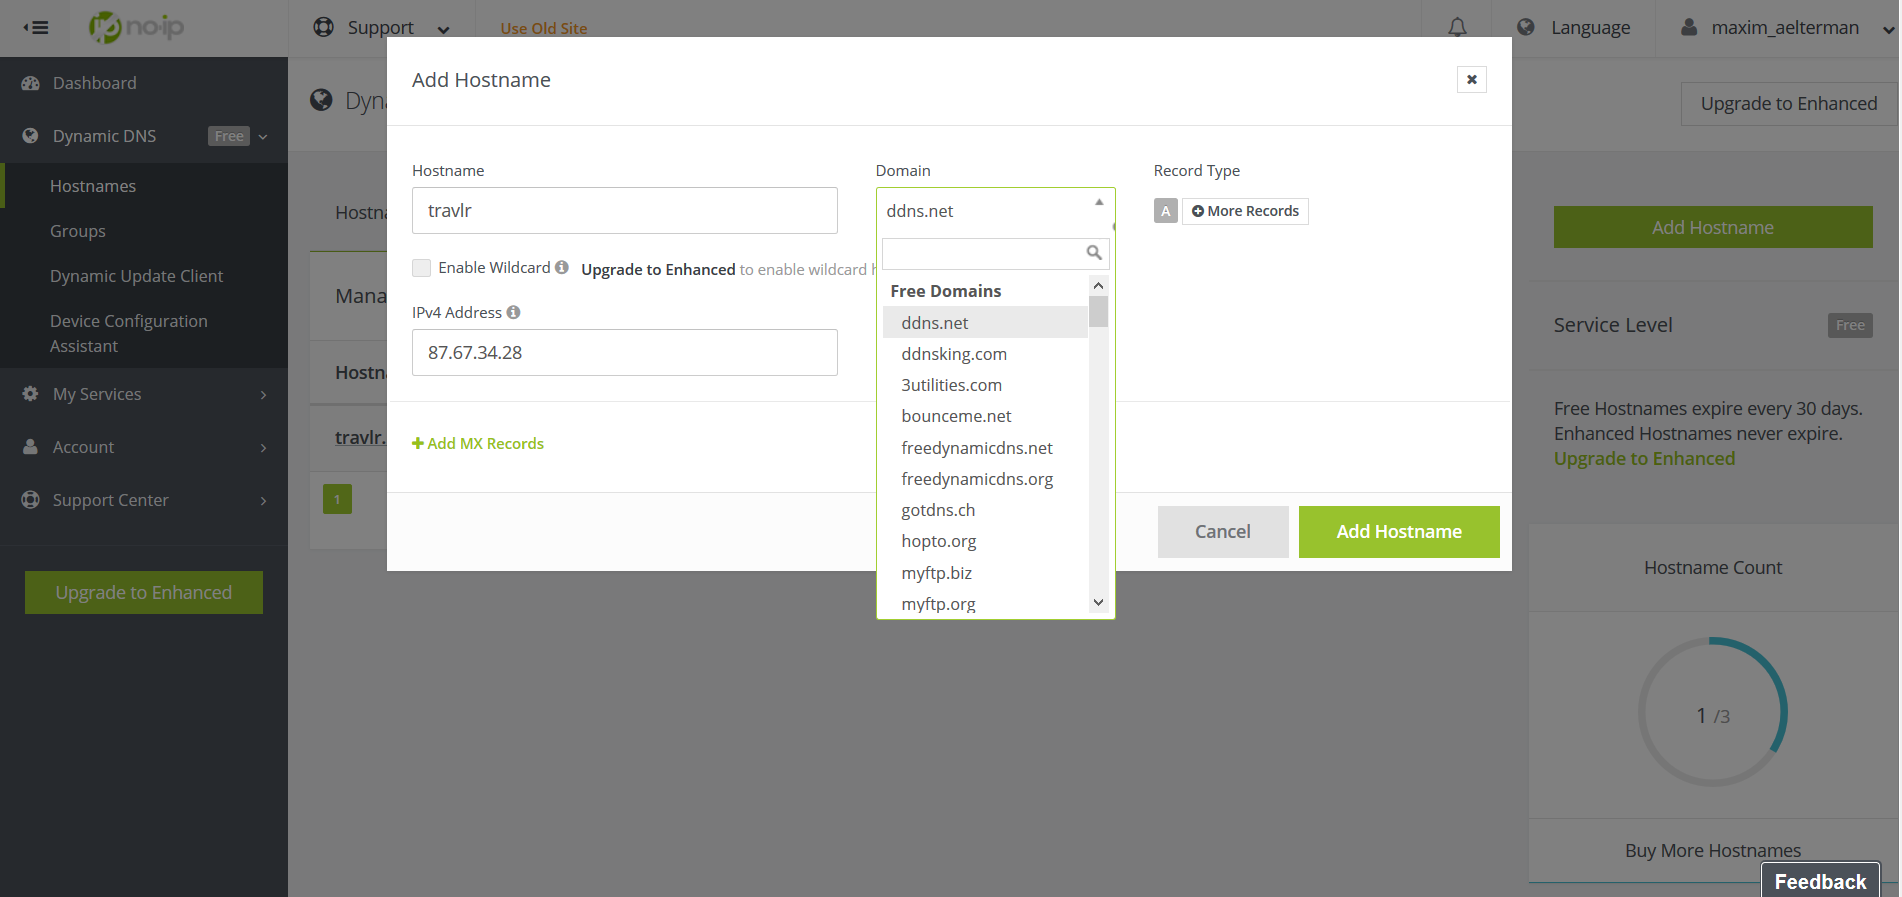 no-ip
Support
Use Old Site
Language
maxim_aelterman
Dashboard
Dynamic DNS
Free
Hostnames
Groups
Dynamic Update Client
Device Configuration
Assistant
My Services
Account
Support Center
Upgrade to Enhanced
Upgrade to Enhanced
1
Add Hostname
Hostname
travlr
Enable Wildcard
Upgrade to Enhanced to enable wildcard
IPv4 Address
87.67.34.28
Add MX Records
Domain
ddns.net
Free Domains
ddns.net
ddnsking.com
3utilities.com
bounceme.net
freedynamicdns.net
freedynamicdns.org
gotdns.ch
hopto.org
myftp.biz
myftp.org
Record Type
A
More Records
Cancel
Add Hostname
Add Hostname
Service Level
Free
Free Hostnames expire every 30 days.
Enhanced Hostnames never expire.
Upgrade to Enhanced
Hostname Count
1 /3
Buy More Hostnames
Feedback